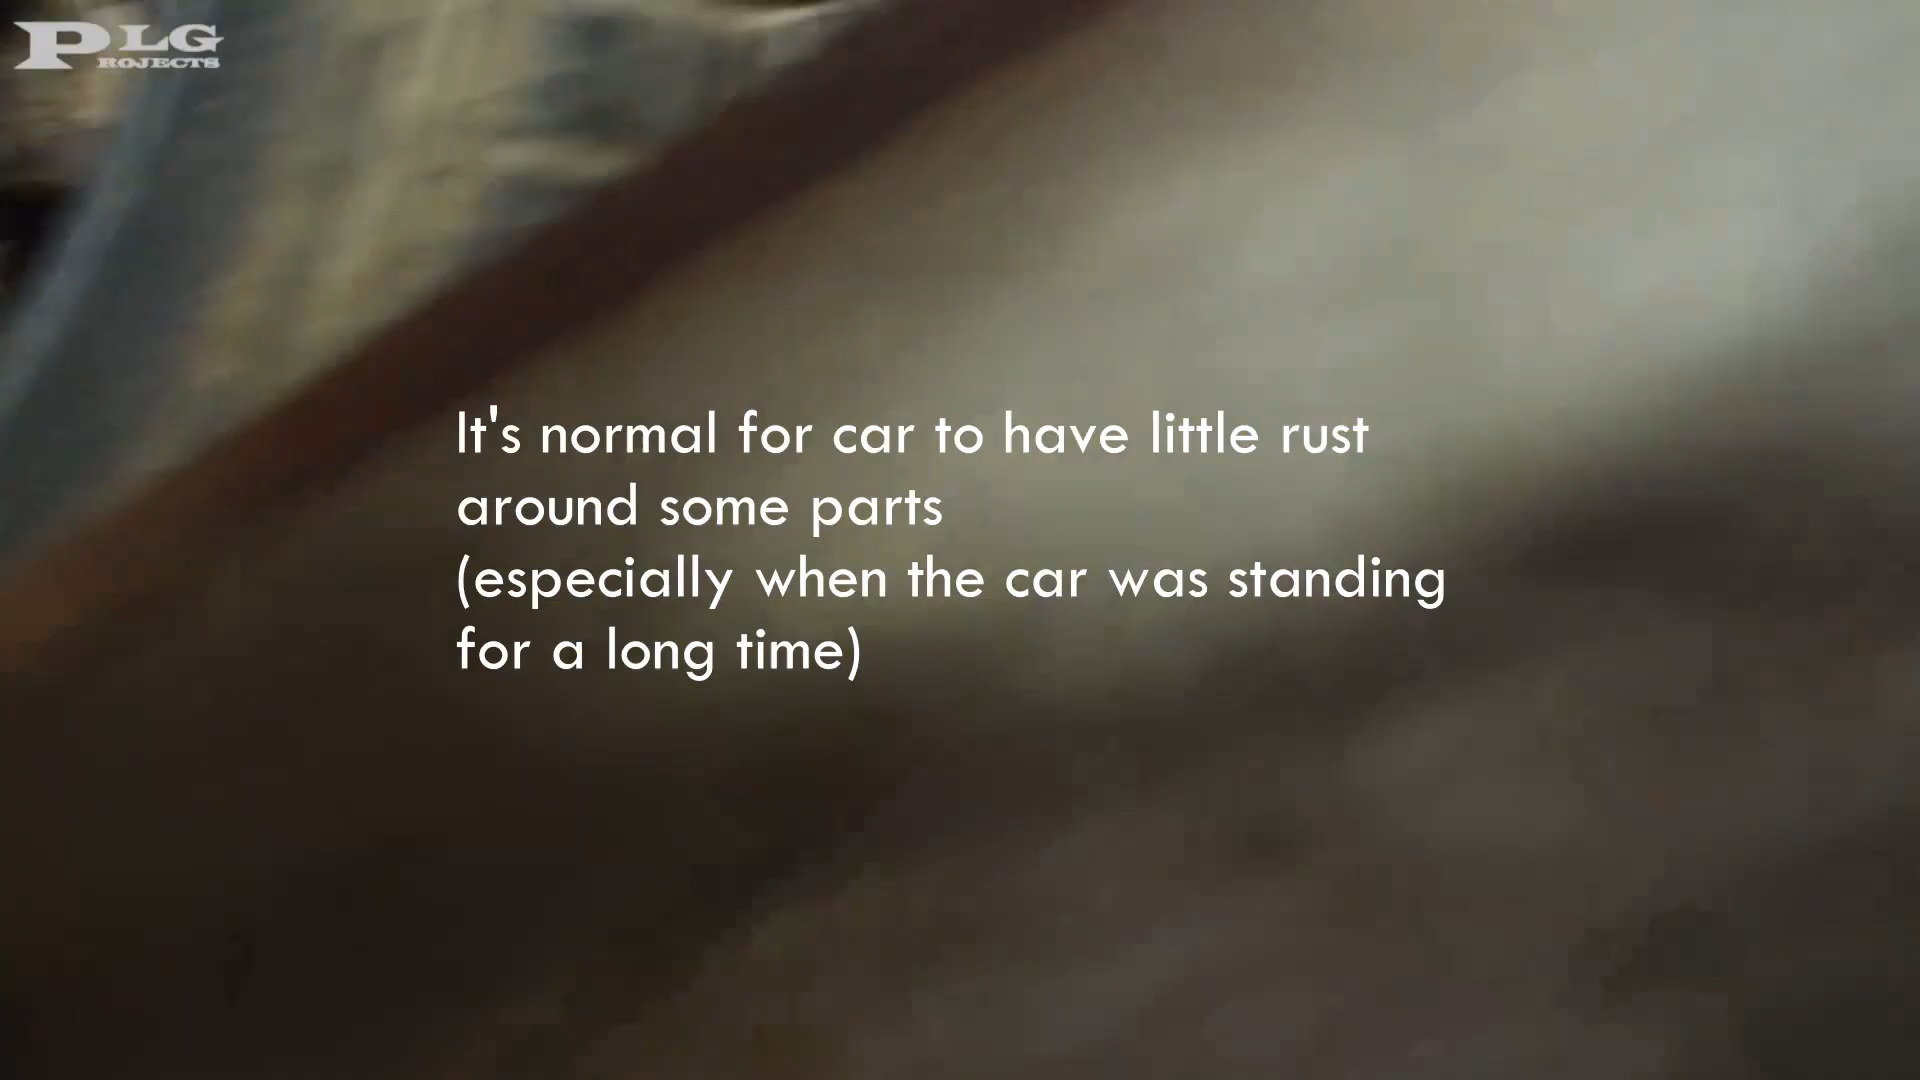 PLG
PROJECTS
It's normal for car to have little rust
around some parts
(especially when the car was standing
for a long time)